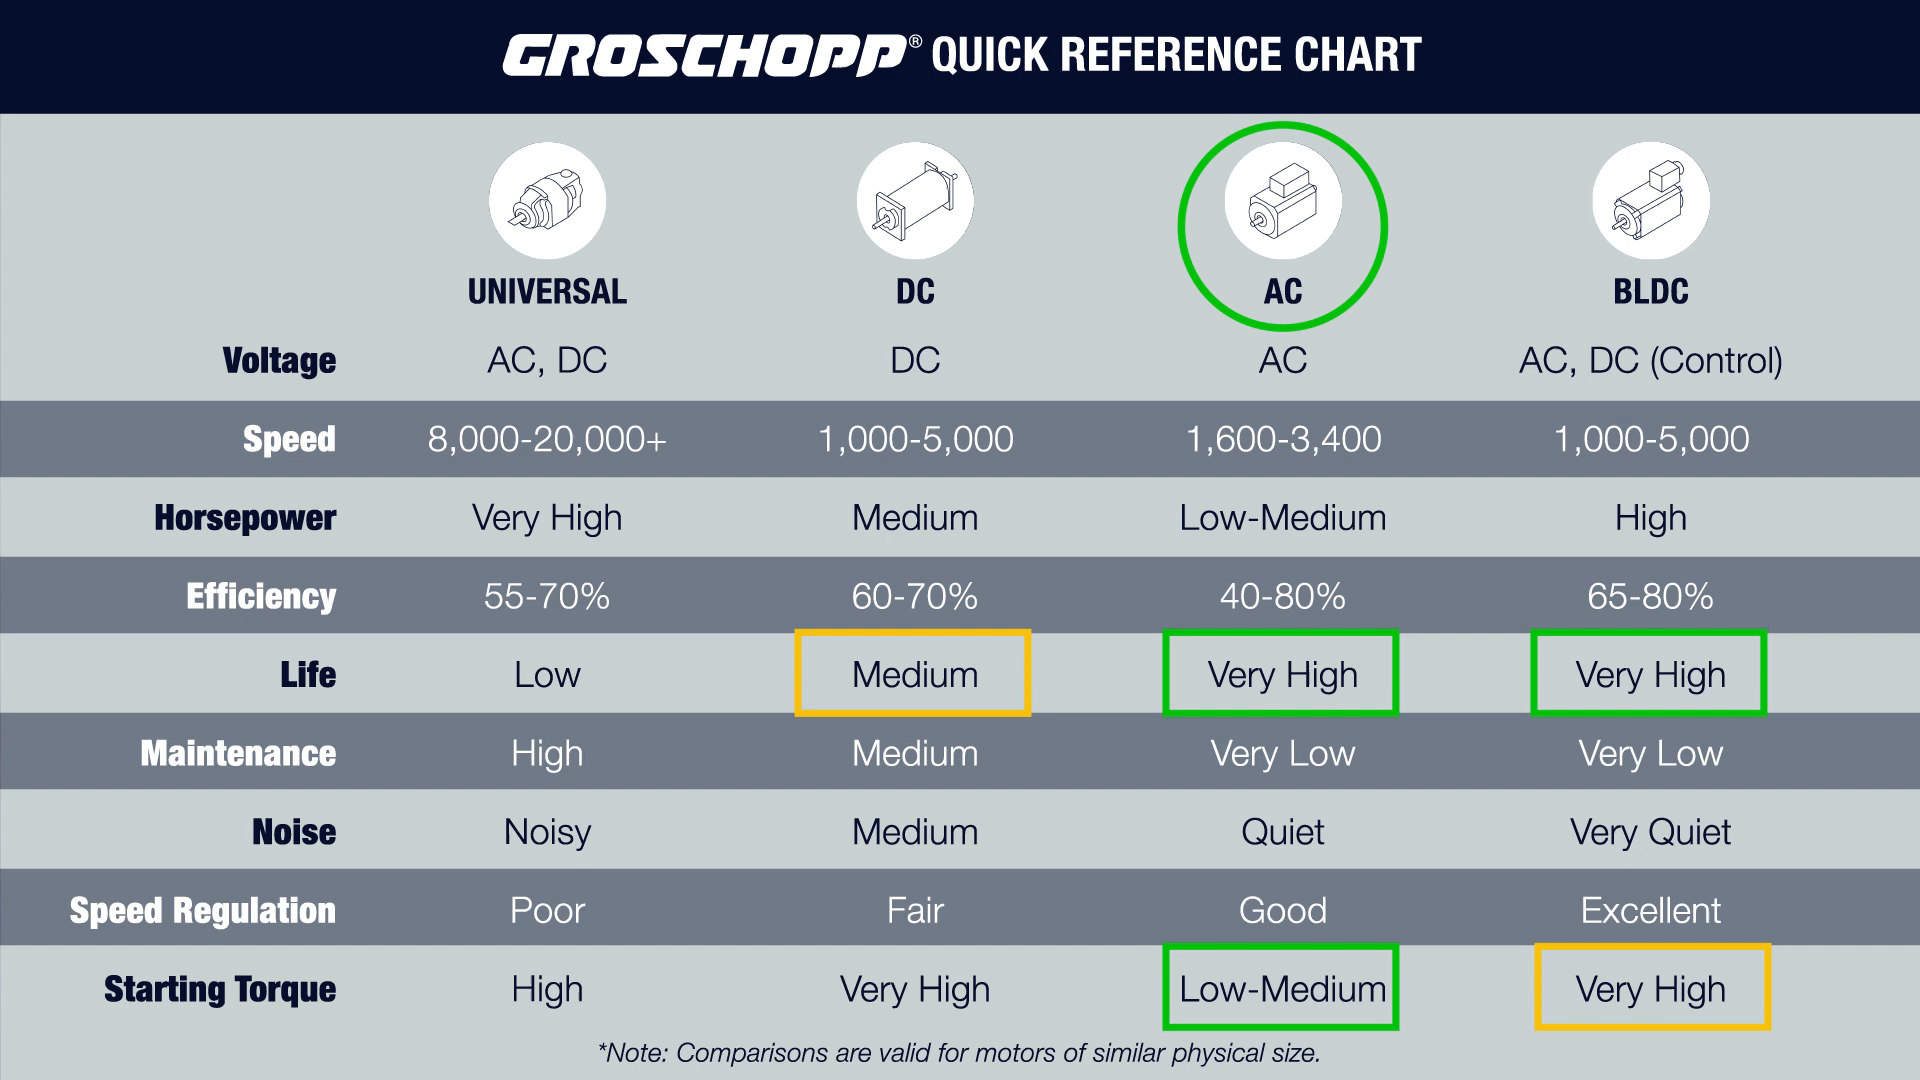 GROSCHOPP® QUICK REFERENCE CHART
UNIVERSAL DC AC BLDC
Voltage AC, DC DC AC AC, DC (Control)
Speed 8,000-20,000+ 1,000-5,000 1,600-3,400 1,000-5,000
Horsepower Very High Medium Low-Medium High
Efficiency 55-70% 60-70% 40-80% 65-80%
Life Low Medium Very High Very High
Maintenance High Medium Very Low Very Low
Noise Noisy Medium Quiet Very Quiet
Speed Regulation Poor Fair Good Excellent
Starting Torque High Very High Low-Medium Very High
*Note: Comparisons are valid for motors of similar physical size.